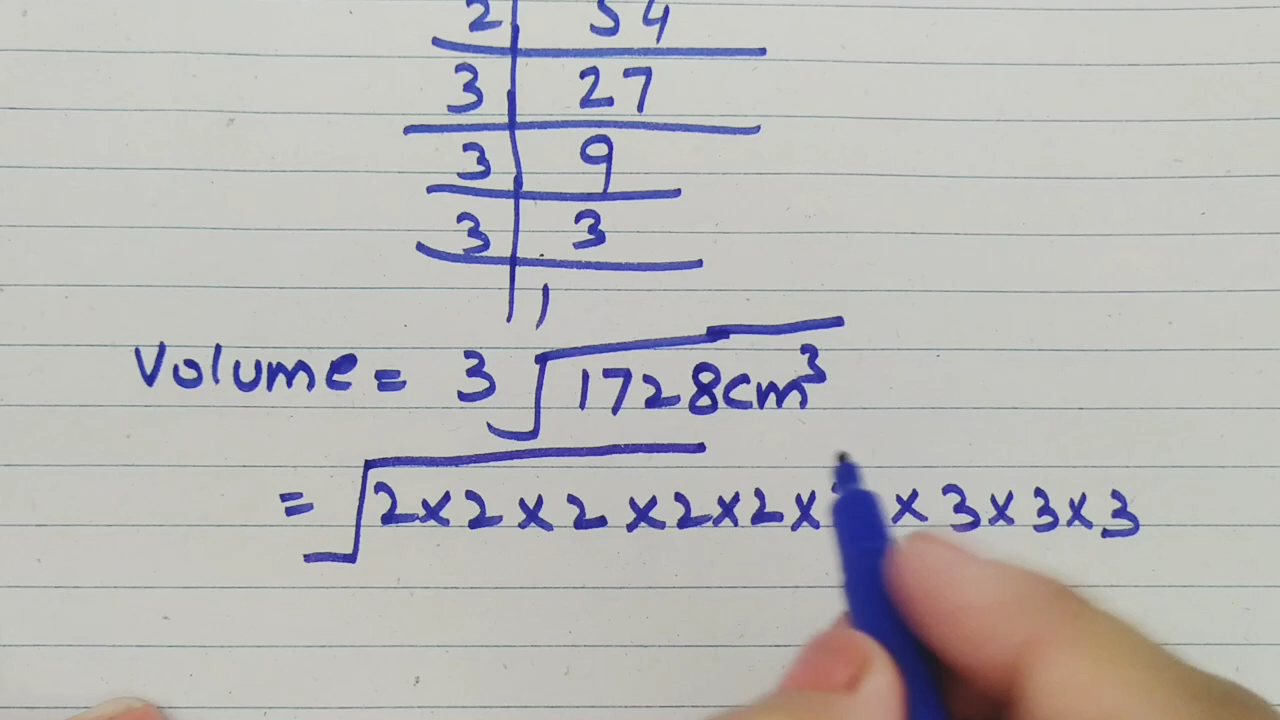 2 | 54
3 | 27
3 | 9
3 | 3
1
Volume = 3√1728cm³
= √2×2×2×2×2× × 3×3×3